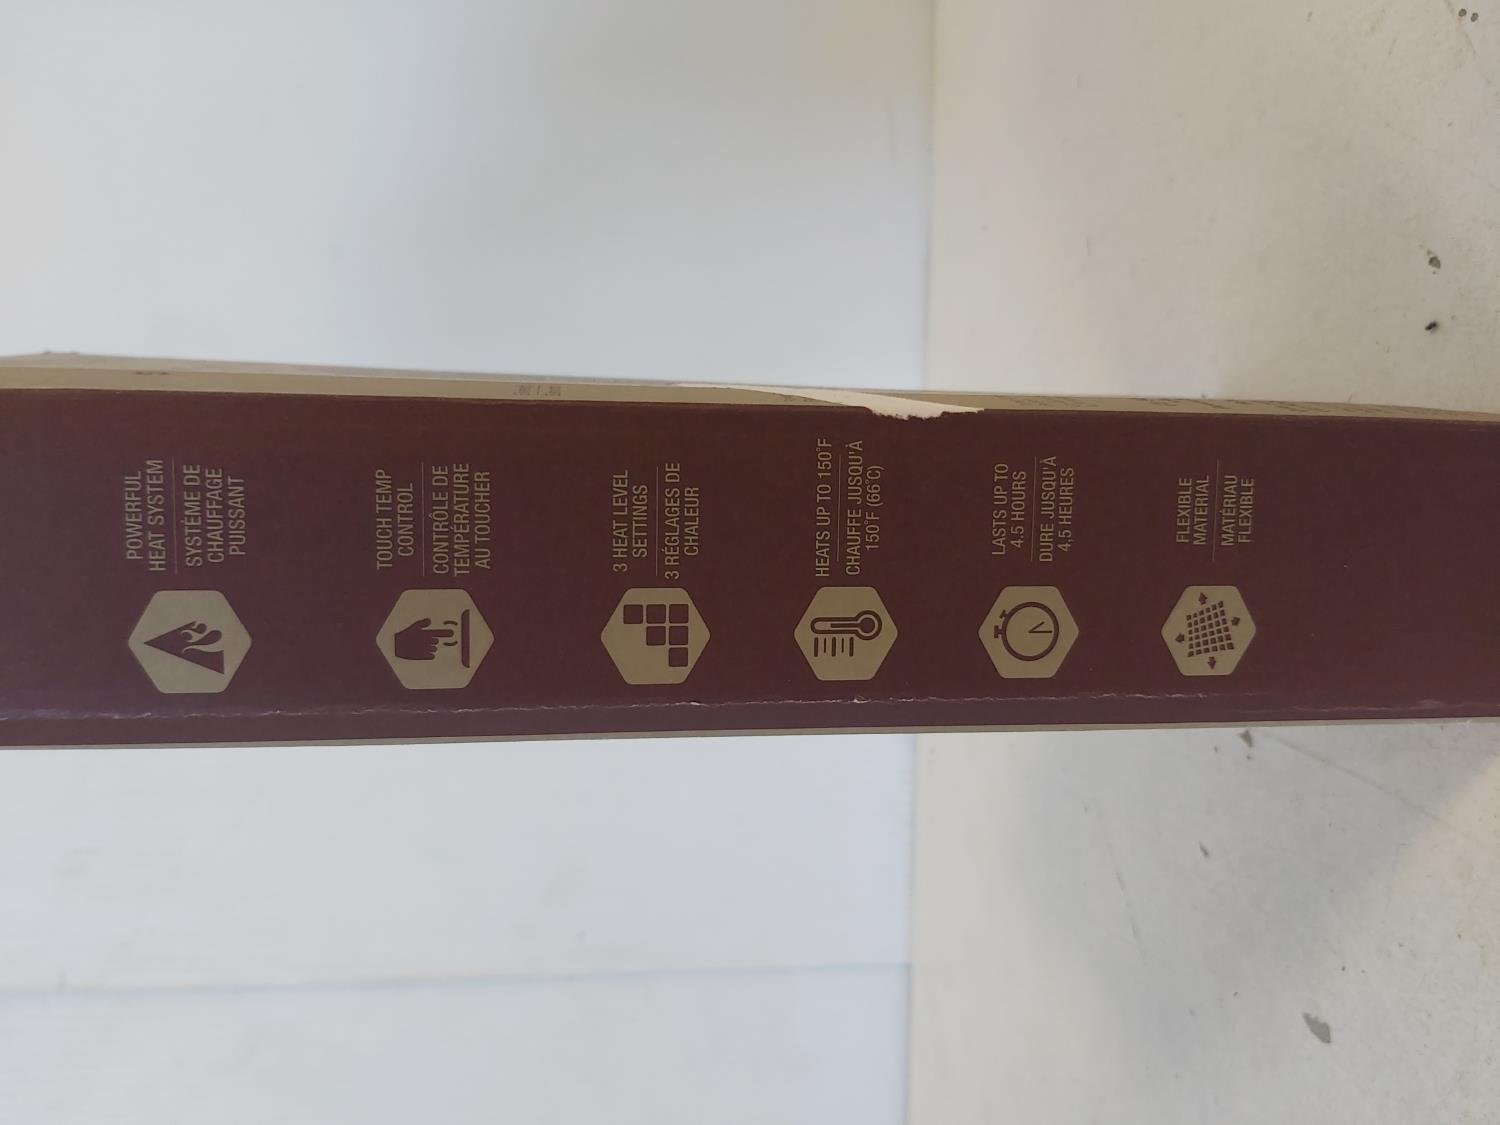 POWERFUL
HEAT SYSTEM
SYSTÈME DE
CHAUFFAGE
PUISSANT
TOUCH TEMP
CONTROL
CONTRÔLE DE
TEMPÉRATURE
AU TOUCHER
3 HEAT LEVEL
SETTINGS
3 RÉGLAGES DE
CHALEUR
HEATS UP TO 150°F
CHAUFFE JUSQU'À
150°F (66°C)
LASTS UP TO
4.5 HOURS
DURE JUSQU'À
4,5 HEURES
FLEXIBLE
MATERIAL
MATÉRIAU
FLEXIBLE